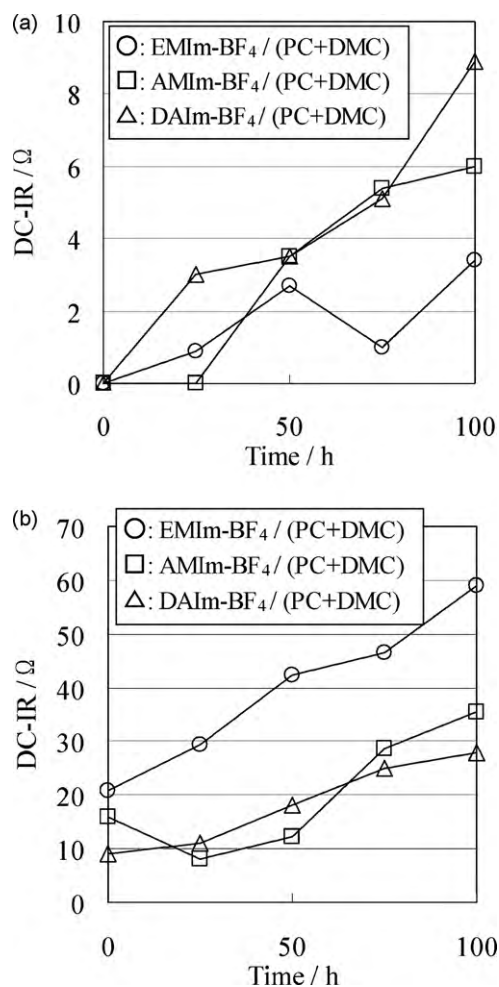 (a)
10
8
6
4
2
0
DC-IR / Ω
○: EMIm-BF₄ / (PC+DMC)
□: AMIm-BF₄ / (PC+DMC)
△: DAIm-BF₄ / (PC+DMC)
0 50 100
Time / h
(b)
70
60
50
40
30
20
10
0
DC-IR / Ω
○: EMIm-BF₄ / (PC+DMC)
□: AMIm-BF₄ / (PC+DMC)
△: DAIm-BF₄ / (PC+DMC)
0 50 100
Time / h